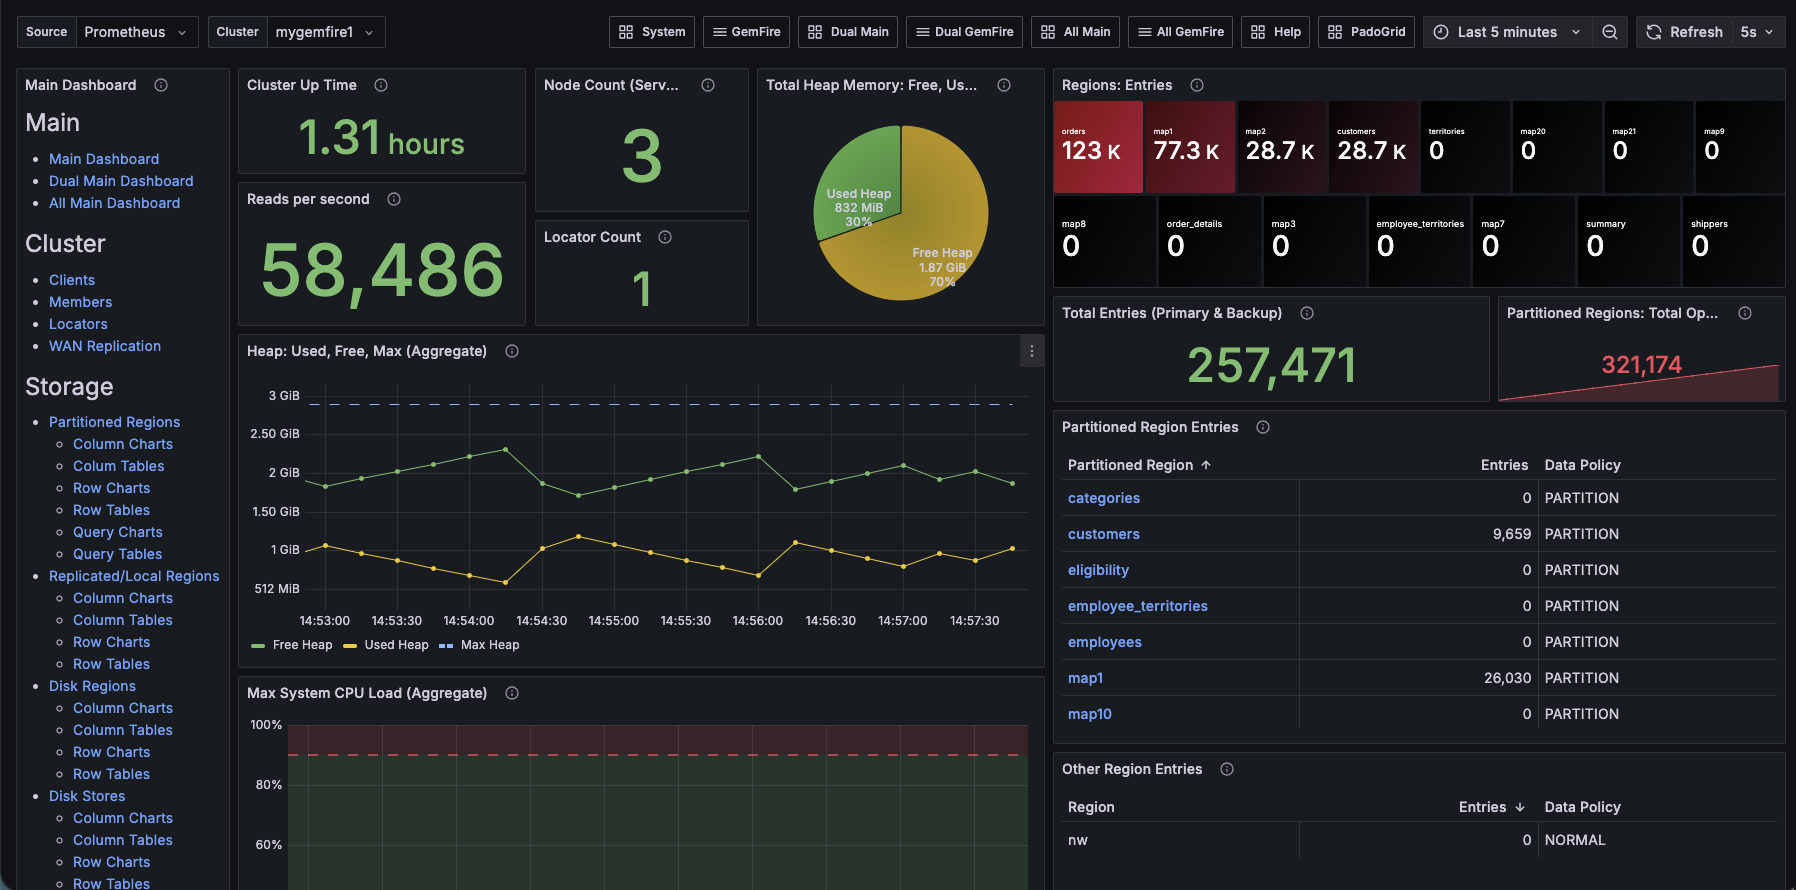 Source Prometheus Cluster mygemfire1 System GemFire Dual Main Dual GemFire All Main All GemFire Help PadoGrid Last 5 minutes Refresh 5s
Main Dashboard
Main
Main Dashboard
Dual Main Dashboard
All Main Dashboard
Cluster
Clients
Members
Locators
WAN Replication
Storage
Partitioned Regions
Column Charts
Colum Tables
Row Charts
Row Tables
Query Charts
Query Tables
Replicated/Local Regions
Column Charts
Column Tables
Row Charts
Row Tables
Disk Regions
Column Charts
Column Tables
Row Charts
Row Tables
Disk Stores
Column Charts
Column Tables
Row Charts
Row Tables
Cluster Up Time
1.31 hours
Reads per second
58,486
Node Count (Serv...
3
Locator Count
1
Total Heap Memory: Free, Us...
Used Heap
832 MiB
30%
Free Heap
1.87 GiB
70%
Heap: Used, Free, Max (Aggregate)
3 GiB
2.50 GiB
2 GiB
1.50 GiB
1 GiB
512 MiB
14:53:00 14:53:30 14:54:00 14:54:30 14:55:00 14:55:30 14:56:00 14:56:30 14:57:00 14:57:30
Free Heap Used Heap Max Heap
Max System CPU Load (Aggregate)
100%
80%
60%
Regions: Entries
orders
123 K
map1
77.3 K
map2
28.7 K
customers
28.7 K
territories
0
map20
0
map21
0
map9
0
map8
0
order_details
0
map3
0
employee_territories
0
map7
0
summary
0
shippers
0
Total Entries (Primary & Backup)
257,471
Partitioned Regions: Total Op...
321,174
Partitioned Region Entries
Partitioned Region Entries Data Policy
categories 0 PARTITION
customers 9,659 PARTITION
eligibility 0 PARTITION
employee_territories 0 PARTITION
employees 0 PARTITION
map1 26,030 PARTITION
map10 0 PARTITION
Other Region Entries
Region Entries Data Policy
nw 0 NORMAL